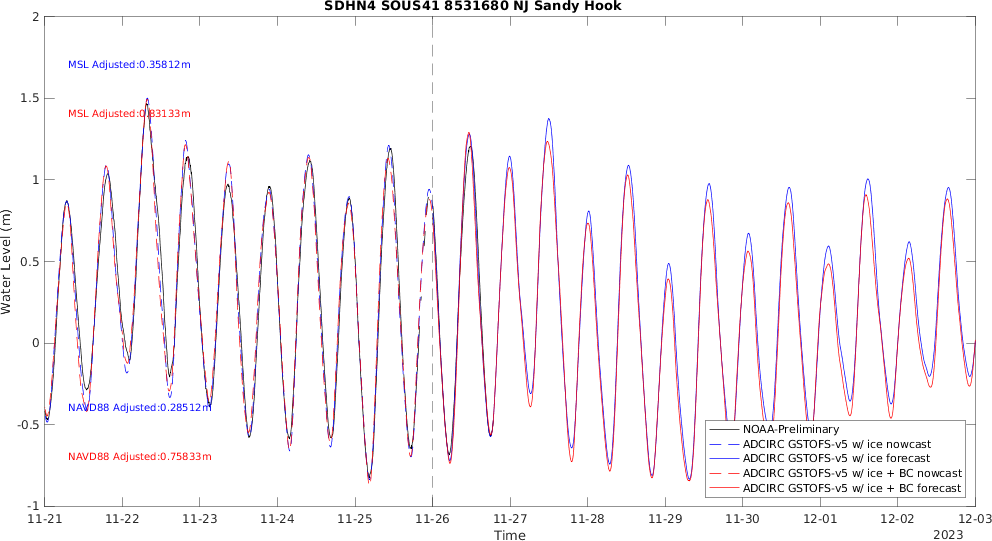 SDHN4 SOUS41 8531680 NJ Sandy Hook
2
1.5
1
0.5
0
-0.5
-1
Water Level (m)
MSL Adjusted:0.35812m
MSL Adjusted:0.83133m
NAVD88 Adjusted:0.28512m
NAVD88 Adjusted:0.75833m
NOAA-Preliminary
ADCIRC GSTOFS-v5 w/ ice nowcast
ADCIRC GSTOFS-v5 w/ ice forecast
ADCIRC GSTOFS-v5 w/ice + BC nowcast
ADCIRC GSTOFS-v5 w/ice + BC forecast
11-21 11-22 11-23 11-24 11-25 11-26 11-27 11-28 11-29 11-30 12-01 12-02 12-03
Time
2023